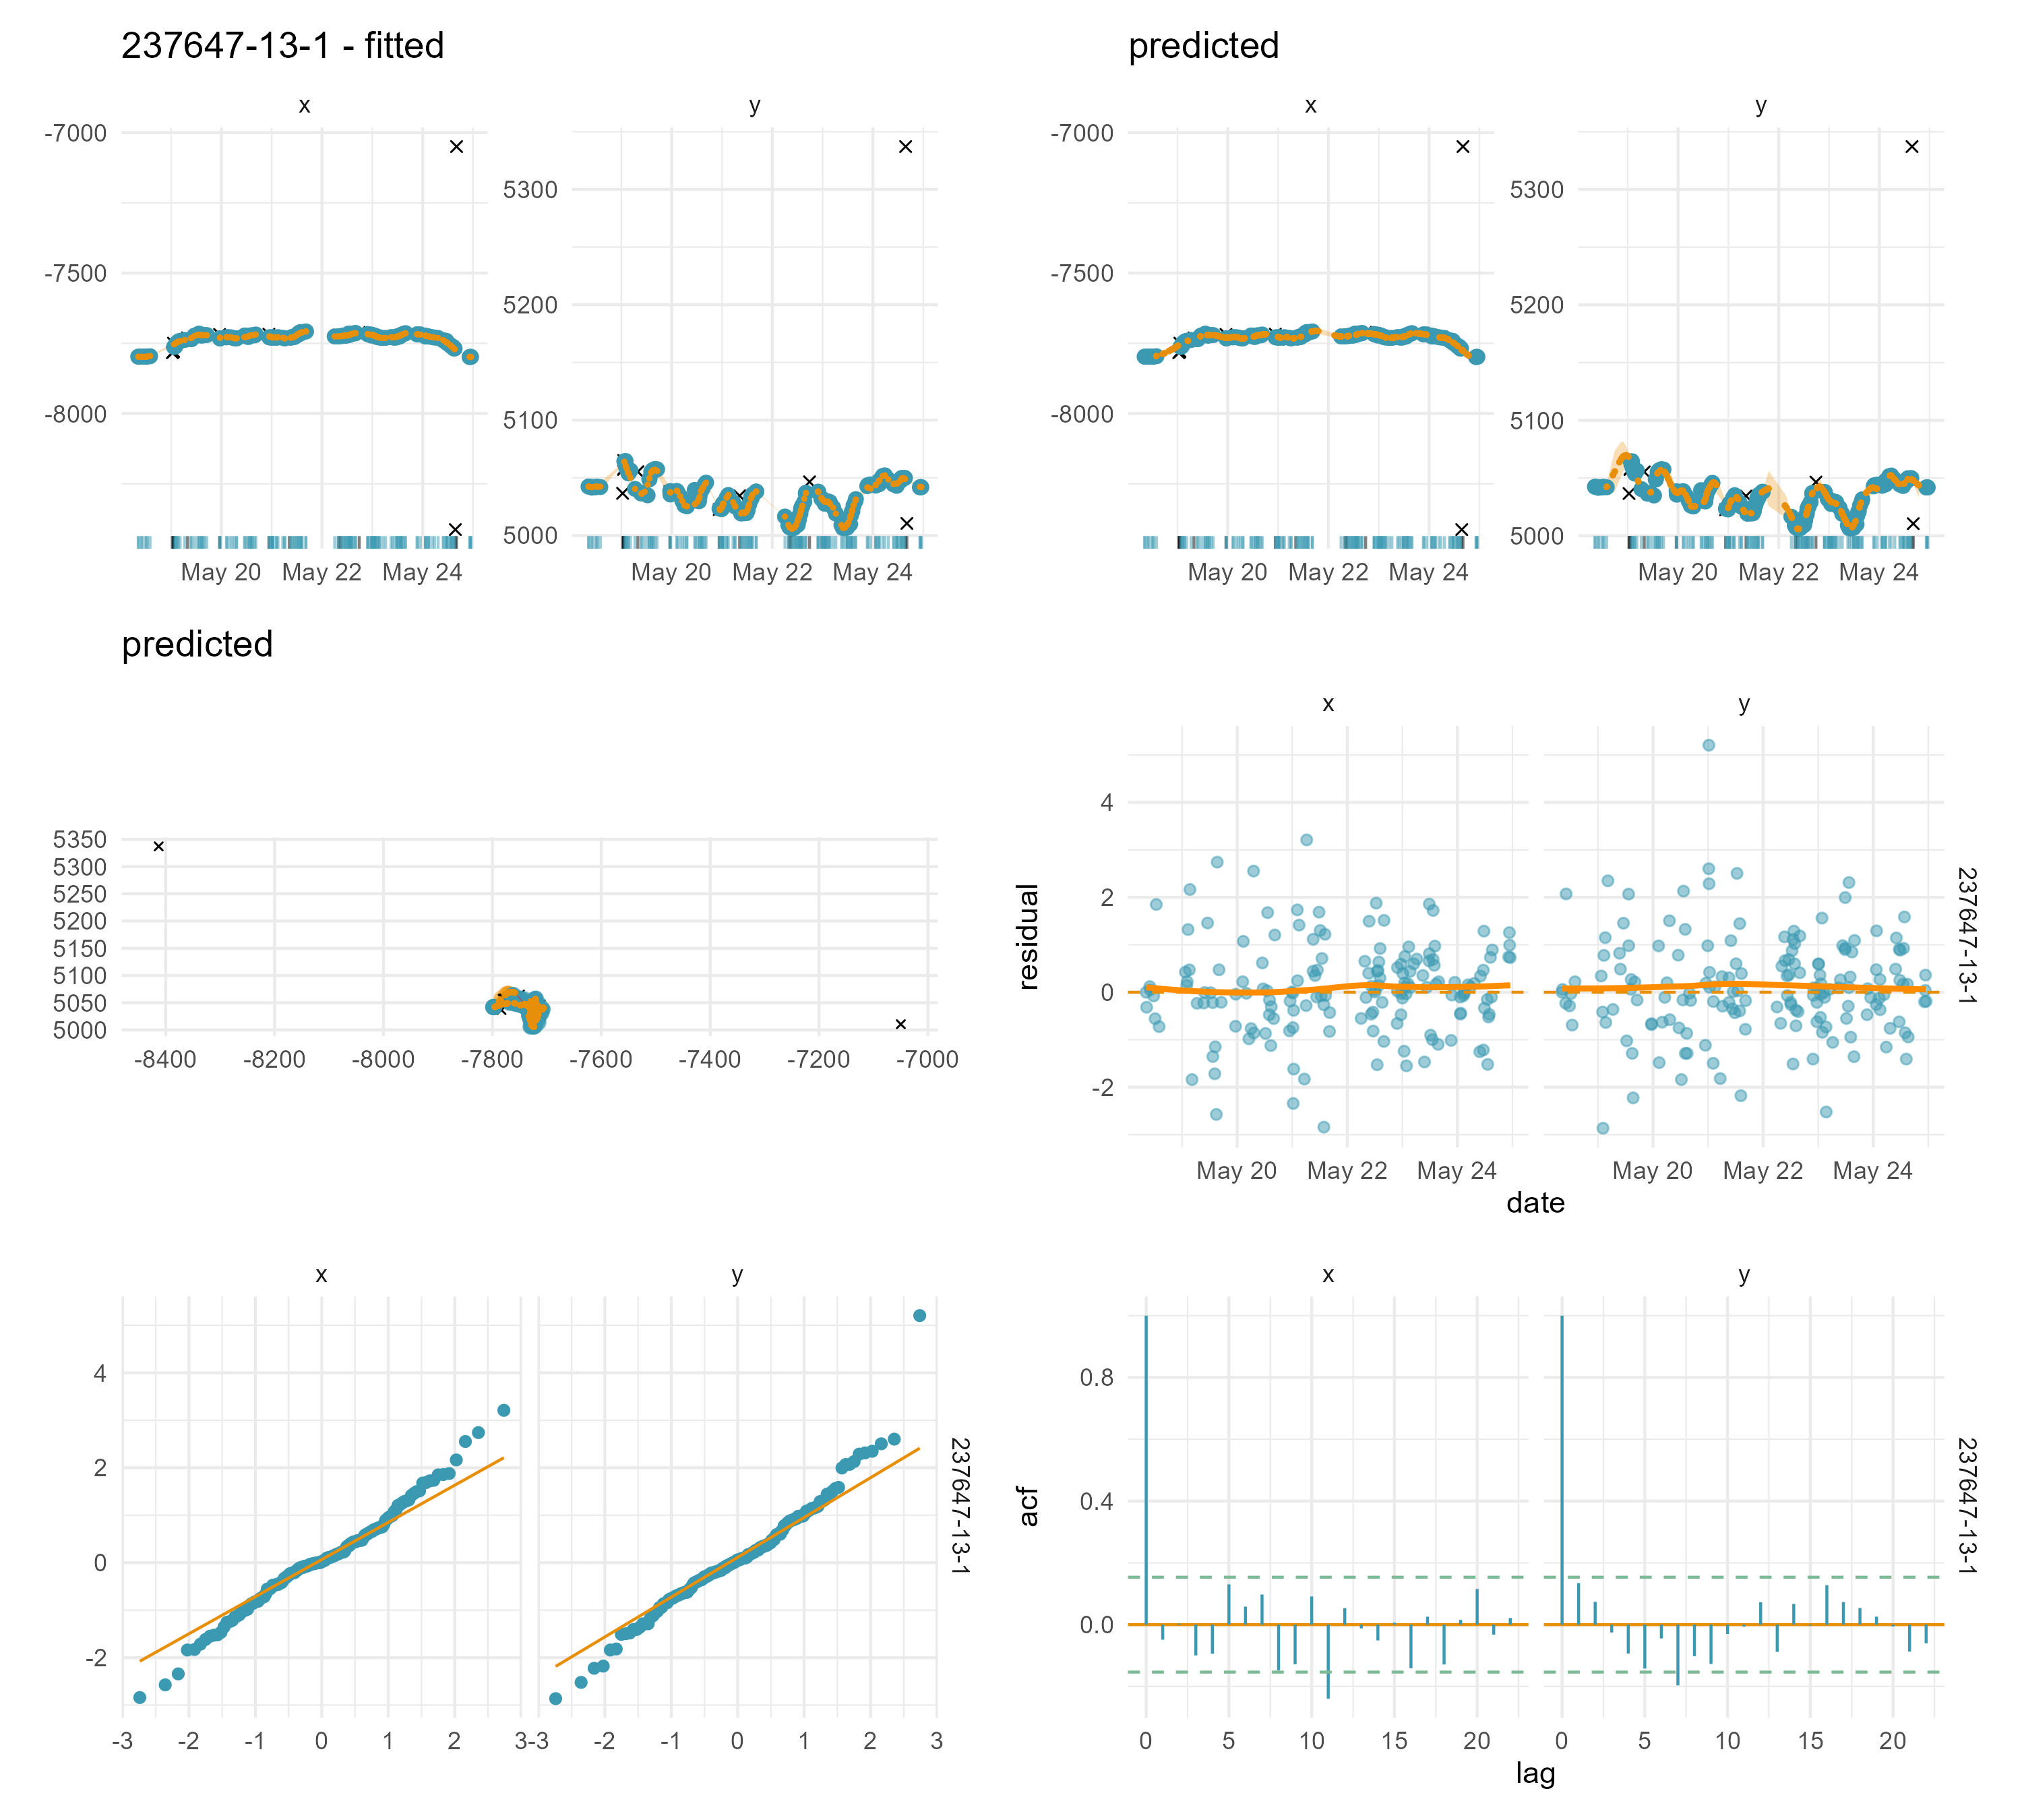 237647-13-1 - fitted
predicted
x
y
x
y
-7000
-7500
-8000
5300
5200
5100
5000
-7000
-7500
-8000
5300
5200
5100
5000
May 20 May 22 May 24
May 20 May 22 May 24
May 20 May 22 May 24
May 20 May 22 May 24
predicted
5350
5300
5250
5200
5150
5100
5050
5000
-8400 -8200 -8000 -7800 -7600 -7400 -7200 -7000
x
y
residual
4
2
0
-2
237647-13-1
May 20 May 22 May 24
May 20 May 22 May 24
date
x
y
4
2
0
-2
237647-13-1
-3 -2 -1 0 1 2 3
-3 -2 -1 0 1 2 3
x
y
acf
0.8
0.4
0.0
237647-13-1
0 5 10 15 20
0 5 10 15 20
lag